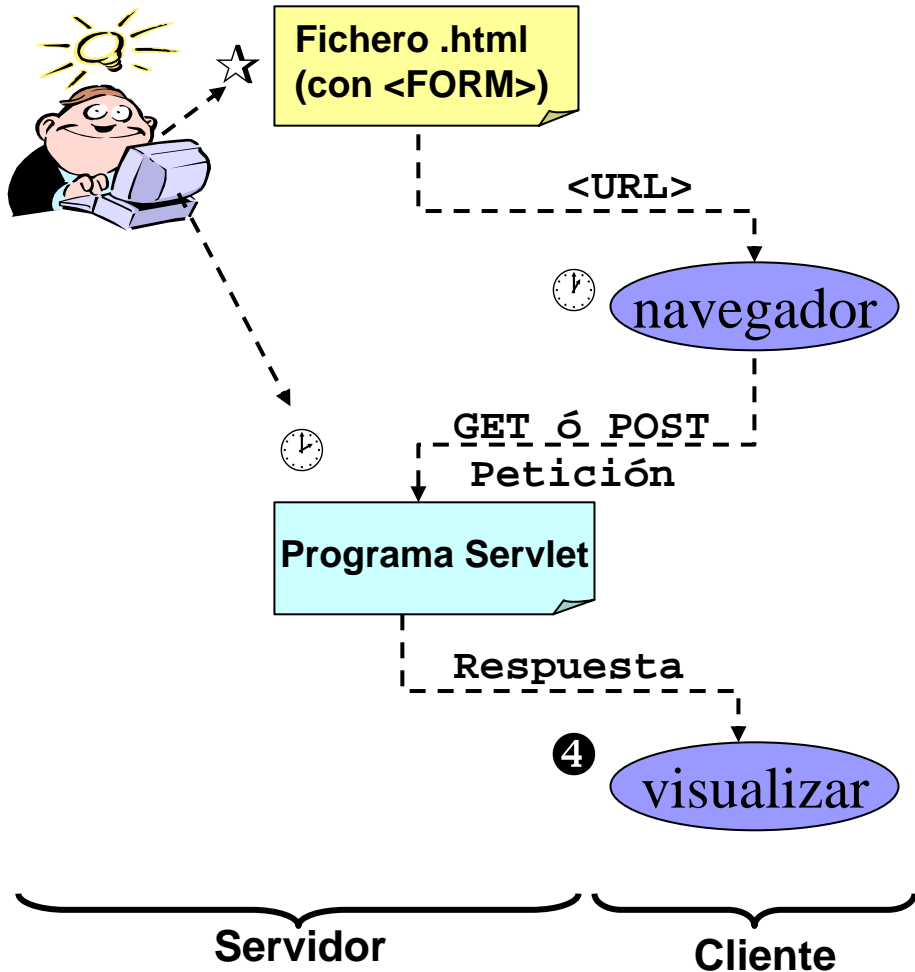 Fichero .html
(con <FORM>)
<URL>
navegador
GET ó POST
Petición
Programa Servlet
Respuesta
4
visualizar
Servidor
Cliente